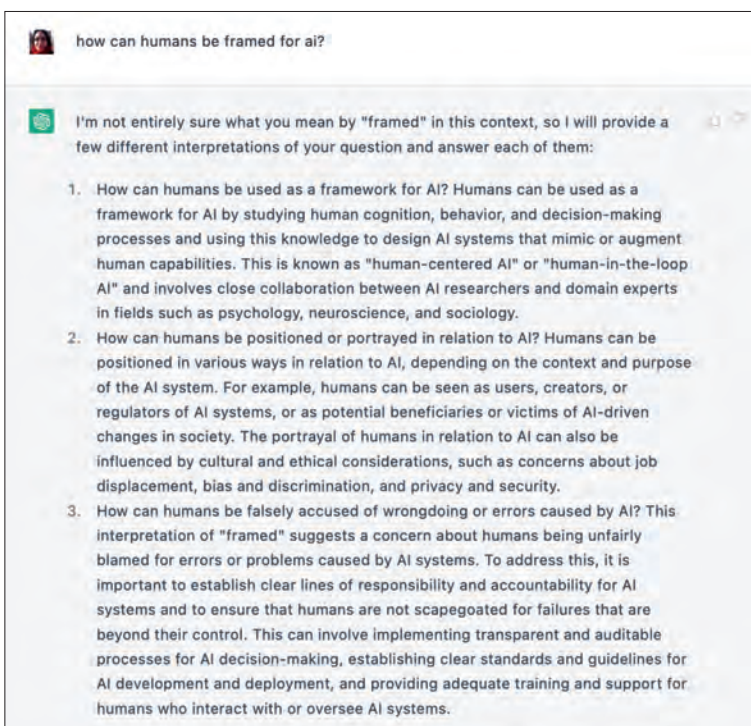 how can humans be framed for ai?
I'm not entirely sure what you mean by "framed" in this context, so I will provide a
few different interpretations of your question and answer each of them:
1. How can humans be used as a framework for AI? Humans can be used as a
framework for AI by studying human cognition, behavior, and decision-making
processes and using this knowledge to design AI systems that mimic or augment
human capabilities. This is known as "human-centered AI" or "human-in-the-loop
AI" and involves close collaboration between AI researchers and domain experts
in fields such as psychology, neuroscience, and sociology.
2. How can humans be positioned or portrayed in relation to AI? Humans can be
positioned in various ways in relation to AI, depending on the context and purpose
of the AI system. For example, humans can be seen as users, creators, or
regulators of AI systems, or as potential beneficiaries or victims of AI-driven
changes in society. The portrayal of humans in relation to AI can also be
influenced by cultural and ethical considerations, such as concerns about job
displacement, bias and discrimination, and privacy and security.
3. How can humans be falsely accused of wrongdoing or errors caused by AI? This
interpretation of "framed" suggests a concern about humans being unfairly
blamed for errors or problems caused by AI systems. To address this, it is
important to establish clear lines of responsibility and accountability for AI
systems and to ensure that humans are not scapegoated for failures that are
beyond their control. This can involve implementing transparent and auditable
processes for AI decision-making, establishing clear standards and guidelines for
AI development and deployment, and providing adequate training and support for
humans who interact with or oversee AI systems.